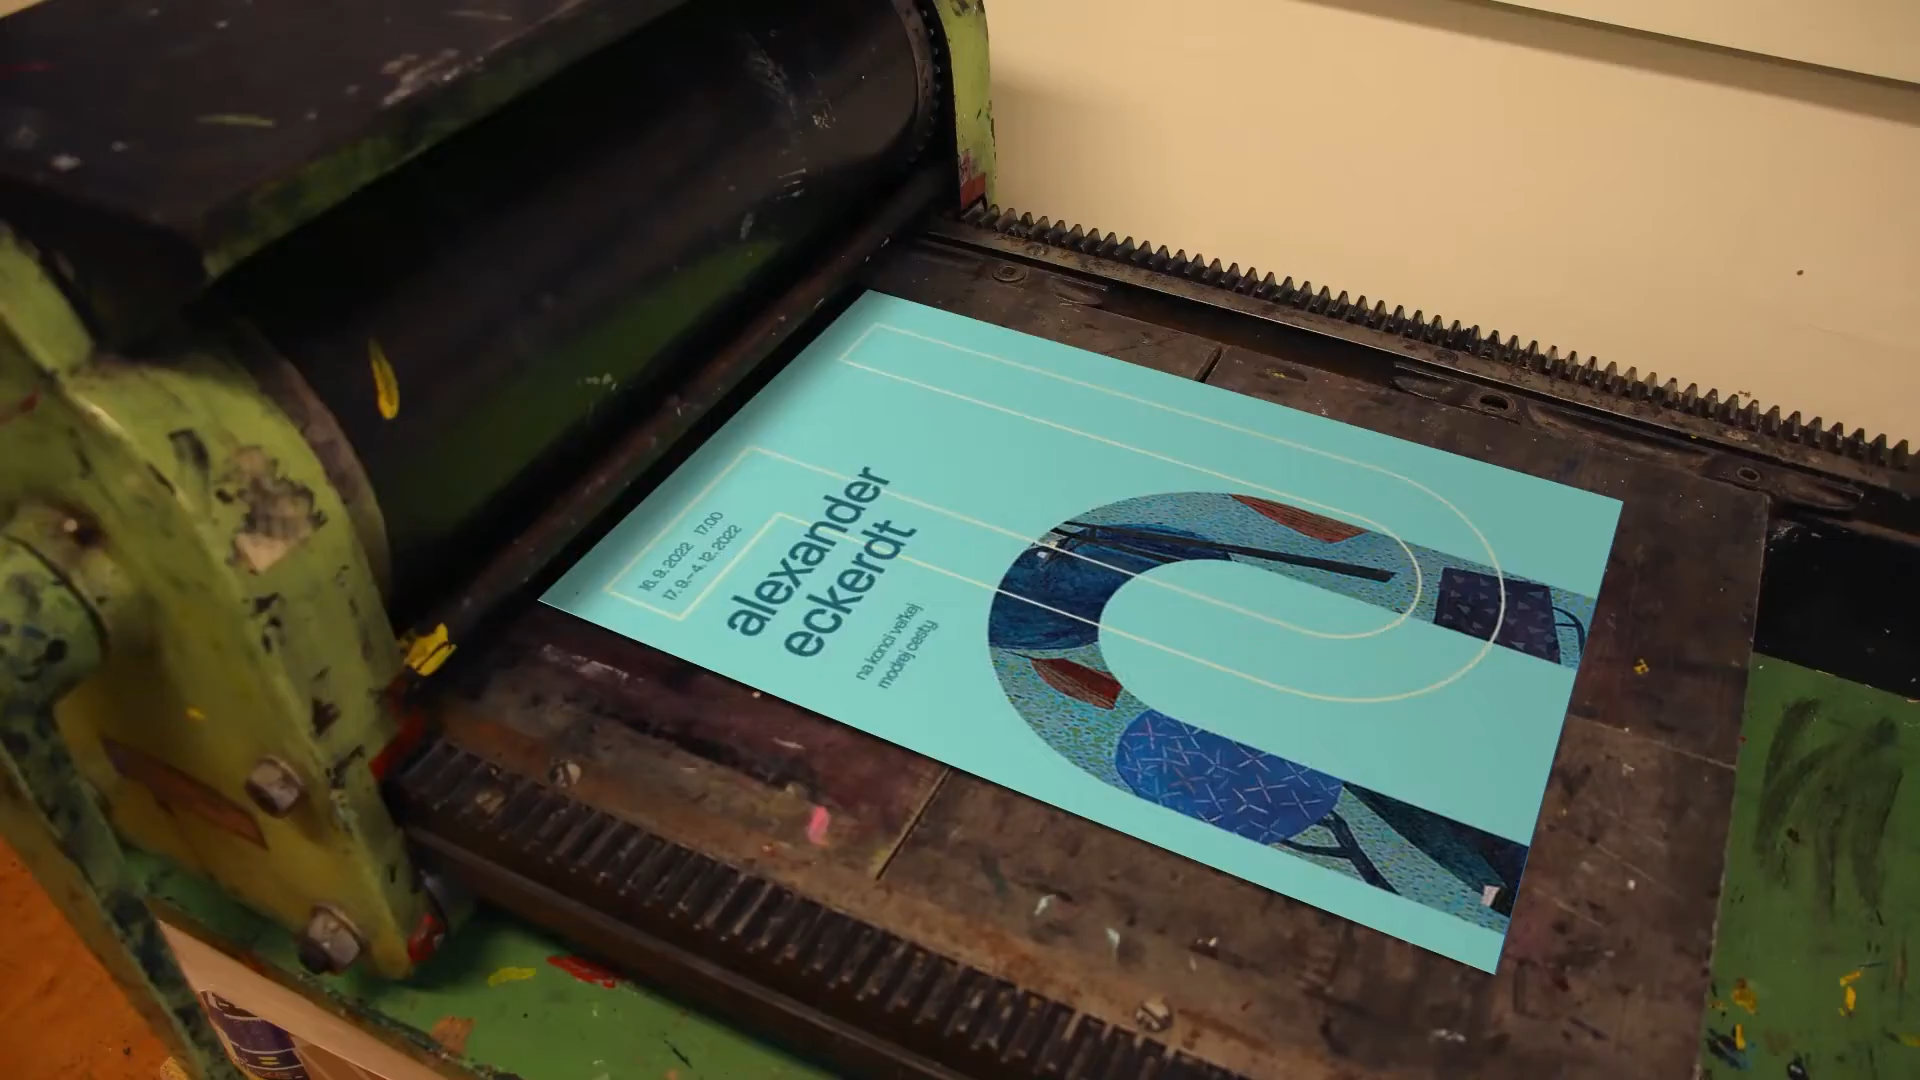 16. 9. 2022 17.00
17. 9.–4. 12. 2022
alexander
eckerdt
na konci veľkej
modrej cesty